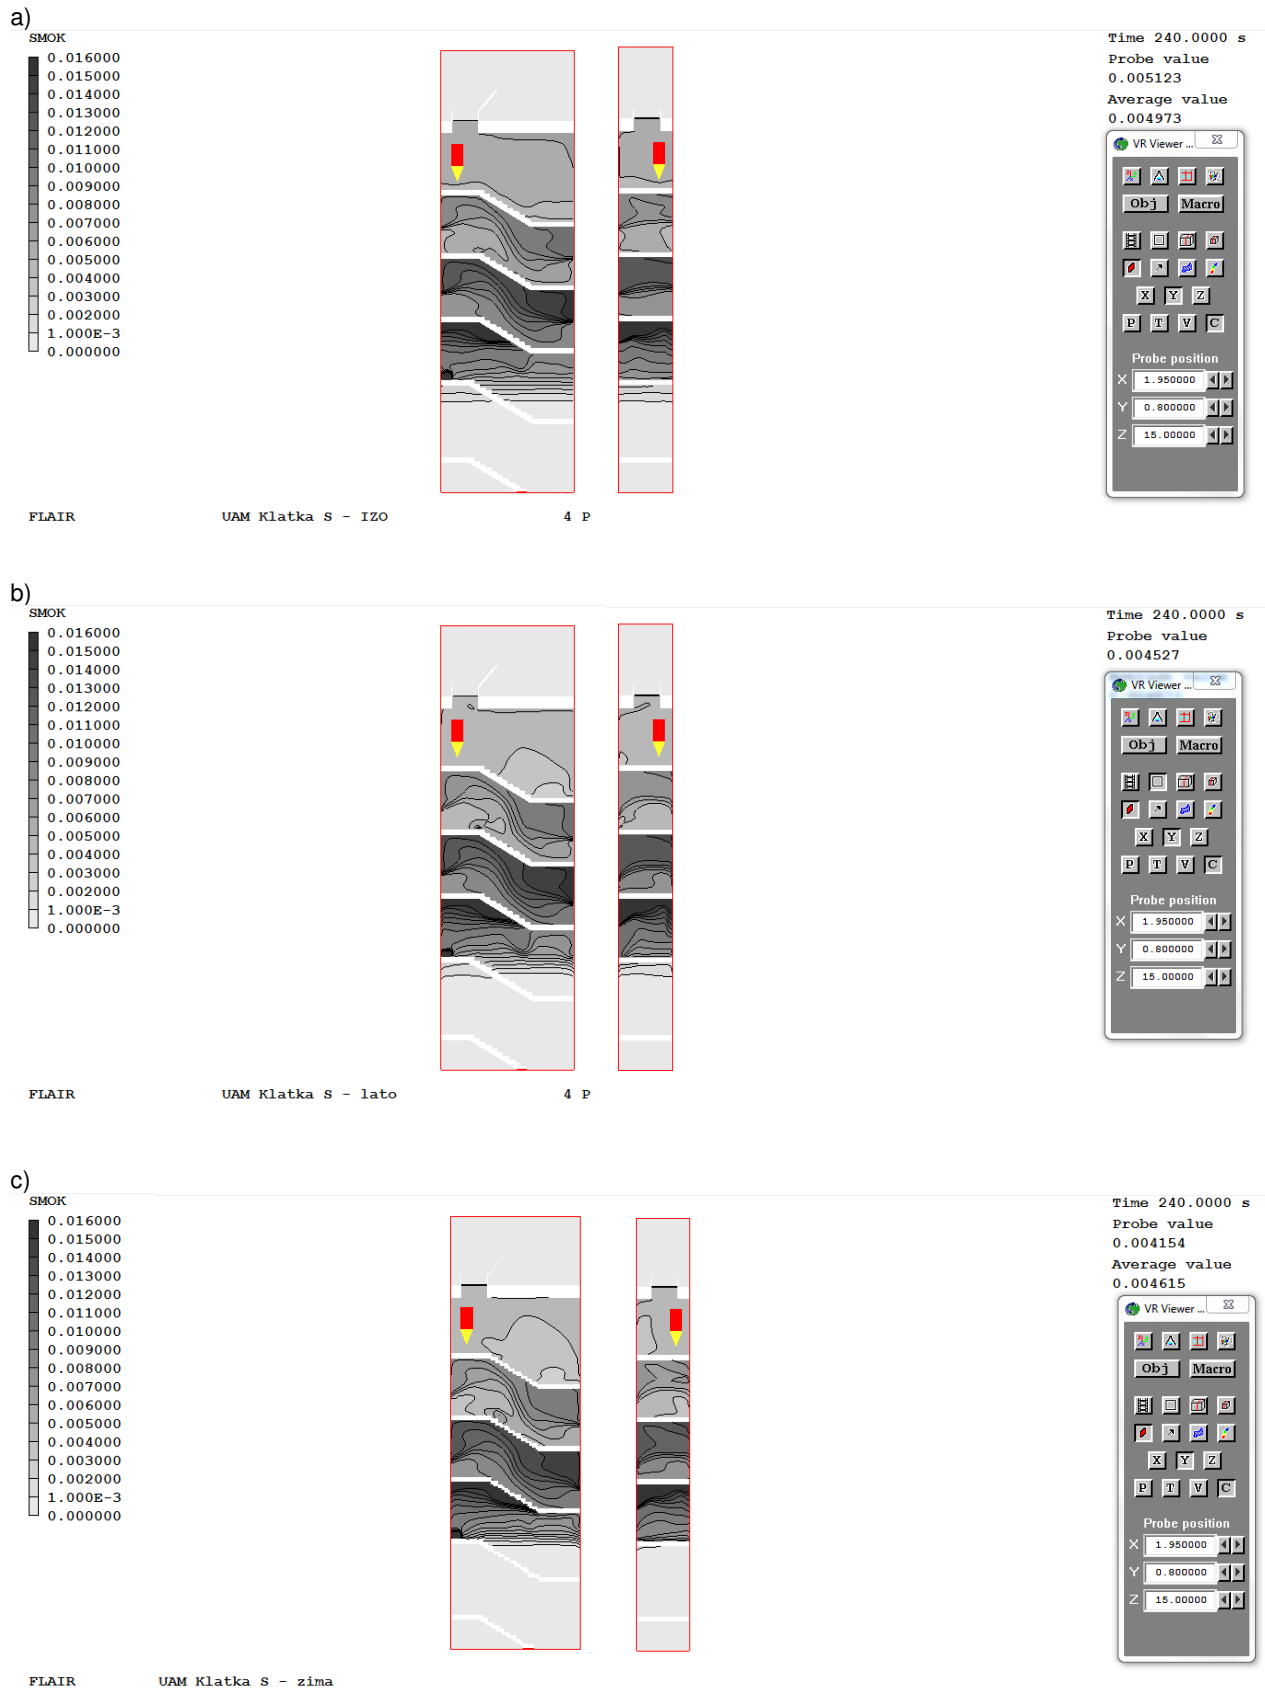 a)
SMOK
0.016000
0.015000
0.014000
0.013000
0.012000
0.011000
0.010000
0.009000
0.008000
0.007000
0.006000
0.005000
0.004000
0.003000
0.002000
1.000E-3
0.000000
Time 240.0000 s
Probe value
0.005123
Average value
0.004973
VR Viewer ...
Obj Macro
X Y Z
P T V C
Probe position
X 1.950000
Y 0.800000
Z 15.00000
FLAIR UAM Klatka S - IZO 4 P
b)
SMOK
0.016000
0.015000
0.014000
0.013000
0.012000
0.011000
0.010000
0.009000
0.008000
0.007000
0.006000
0.005000
0.004000
0.003000
0.002000
1.000E-3
0.000000
Time 240.0000 s
Probe value
0.004527
VR Viewer ...
Obj Macro
X Y Z
P T V C
Probe position
X 1.950000
Y 0.800000
Z 15.00000
FLAIR UAM Klatka S - lato 4 P
c)
SMOK
0.016000
0.015000
0.014000
0.013000
0.012000
0.011000
0.010000
0.009000
0.008000
0.007000
0.006000
0.005000
0.004000
0.003000
0.002000
1.000E-3
0.000000
Time 240.0000 s
Probe value
0.004154
Average value
0.004615
VR Viewer ...
Obj Macro
X Y Z
P T V C
Probe position
X 1.950000
Y 0.800000
Z 15.00000
FLAIR UAM Klatka S - zima